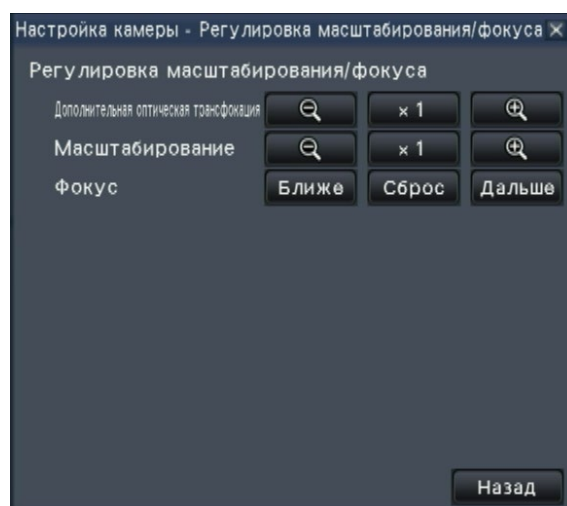 Настройка камеры - Регулировка масштабирования/фокуса
Регулировка масштабирования/фокуса
Дополнительная оптическая трансфокация × 1
Масштабирование × 1
Фокус Ближе Сброс Дальше
Назад